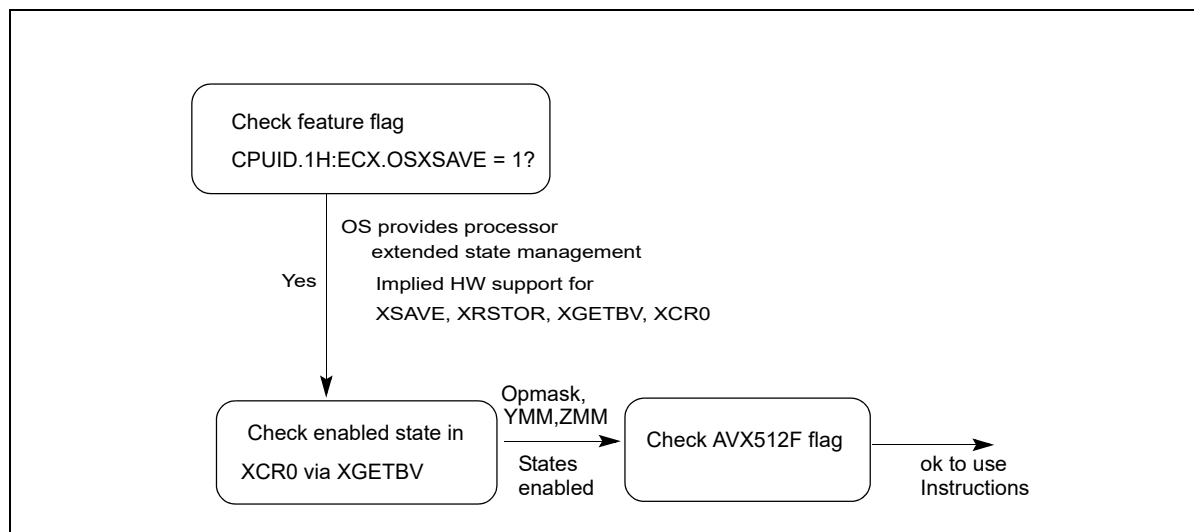 Check feature flag
CPUID.1H:ECX.OSXSAVE = 1?
OS provides processor
extended state management
Yes
Implied HW support for
XSAVE, XRSTOR, XGETBV, XCR0
Check enabled state in
XCR0 via XGETBV
Opmask,
YMM,ZMM
States
enabled
Check AVX512F flag
ok to use
Instructions